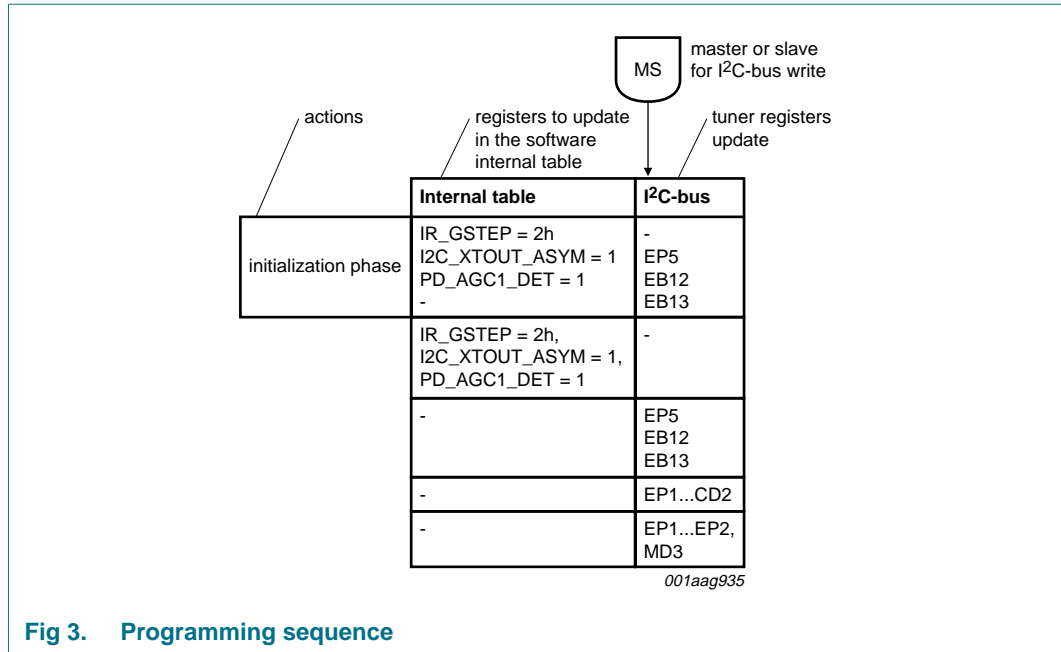 MS
master or slave
for I2C-bus write
actions
registers to update
in the software
internal table
tuner registers
update
Internal table
I2C-bus
initialization phase
IR_GSTEP = 2h
-
I2C_XTOUT_ASYM = 1
EP5
PD_AGC1_DET = 1
EB12
-
EB13
IR_GSTEP = 2h,
-
I2C_XTOUT_ASYM = 1,
PD_AGC1_DET = 1
-
EP5
EB12
EB13
-
EP1...CD2
-
EP1...EP2,
MD3
001aag935
Fig 3. Programming sequence